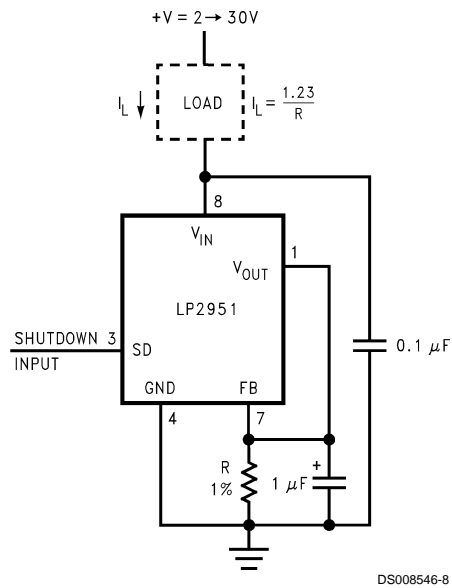 +V = 2→30V
I_L ↓
LOAD
I_L = 1.23/R
8
V_IN
1
V_OUT
LP2951
SHUTDOWN 3
INPUT
SD
0.1 μF
GND
FB
4
7
R
1%
+
1 μF
DS008546-8